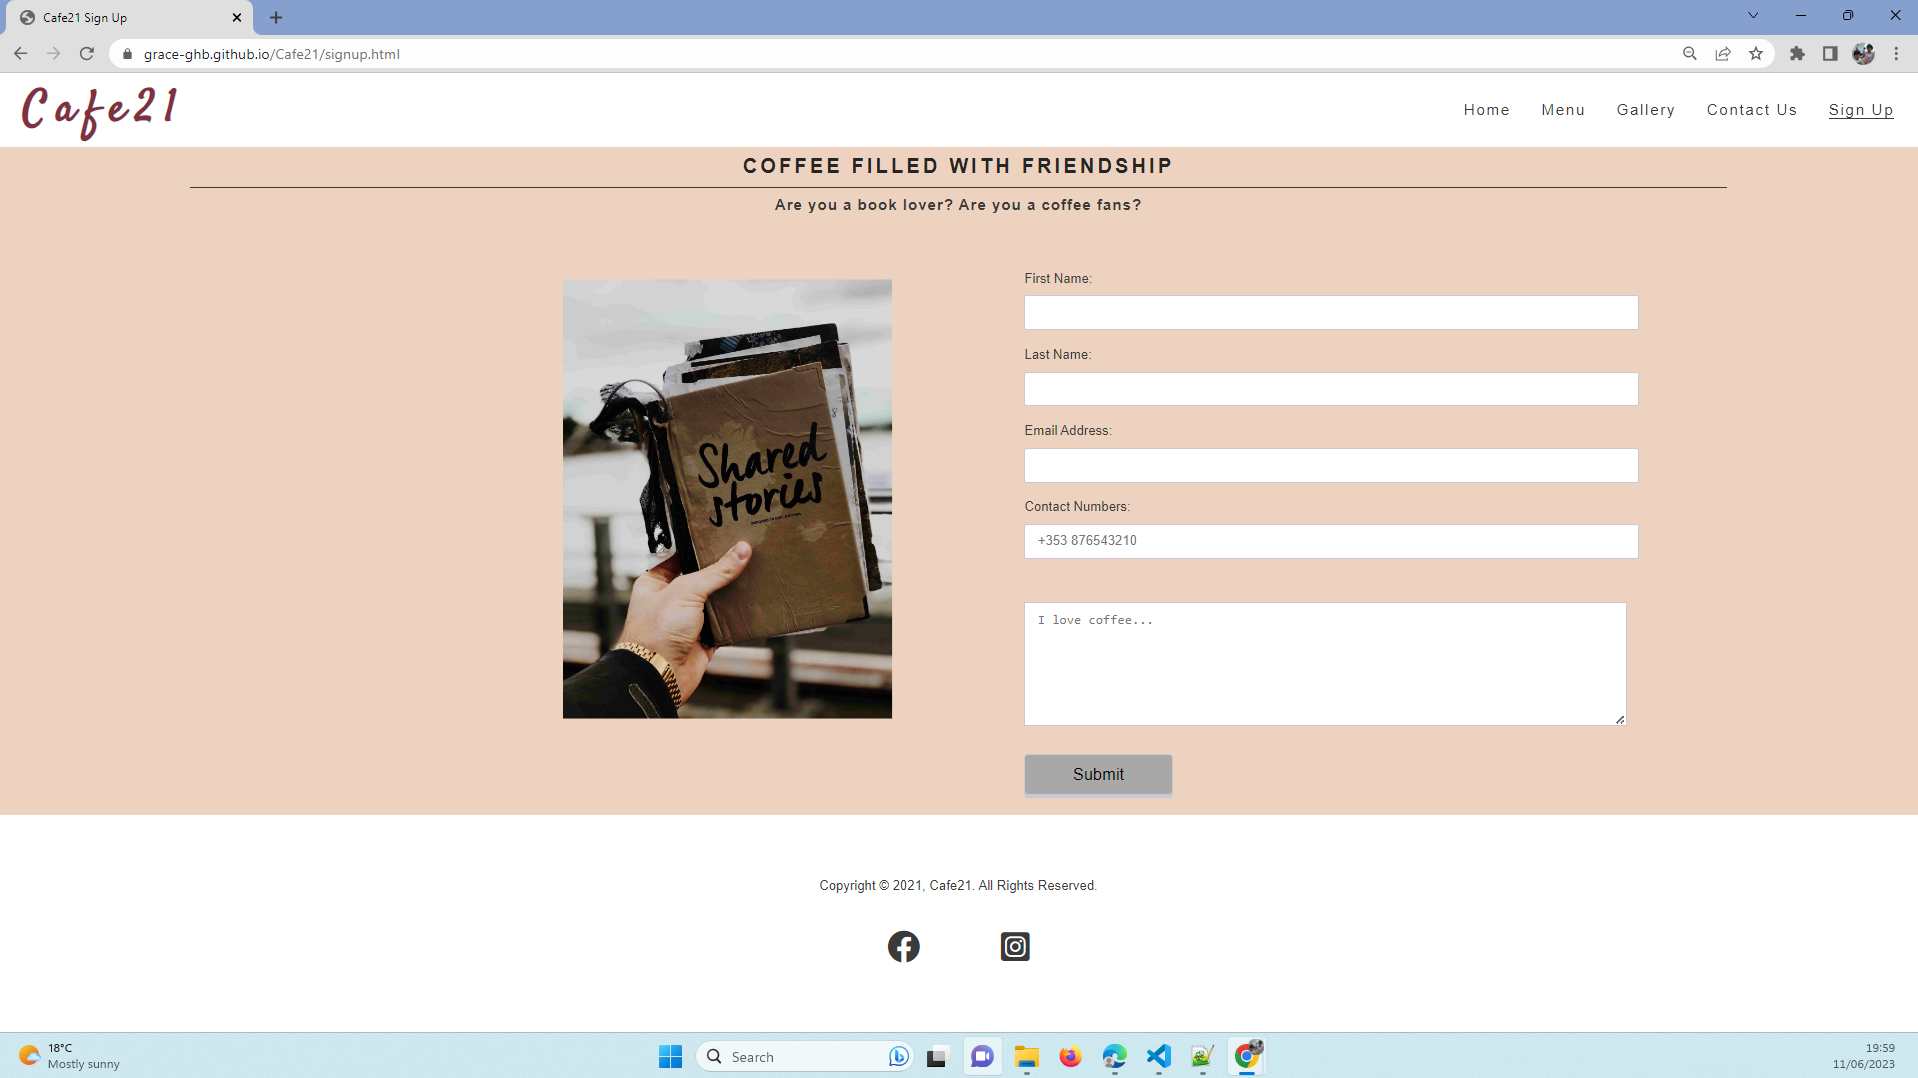 Cafe21 Sign Up
grace-ghb.github.io/Cafe21/signup.html
Cafe21
Home Menu Gallery Contact Us Sign Up
COFFEE FILLED WITH FRIENDSHIP
Are you a book lover? Are you a coffee fans?
Shared
stories
First Name:
Last Name:
Email Address:
Contact Numbers:
+353 876543210
I love coffee...
Submit
Copyright © 2021, Cafe21. All Rights Reserved.
18°C
Mostly sunny
Search
19:59
11/06/2023